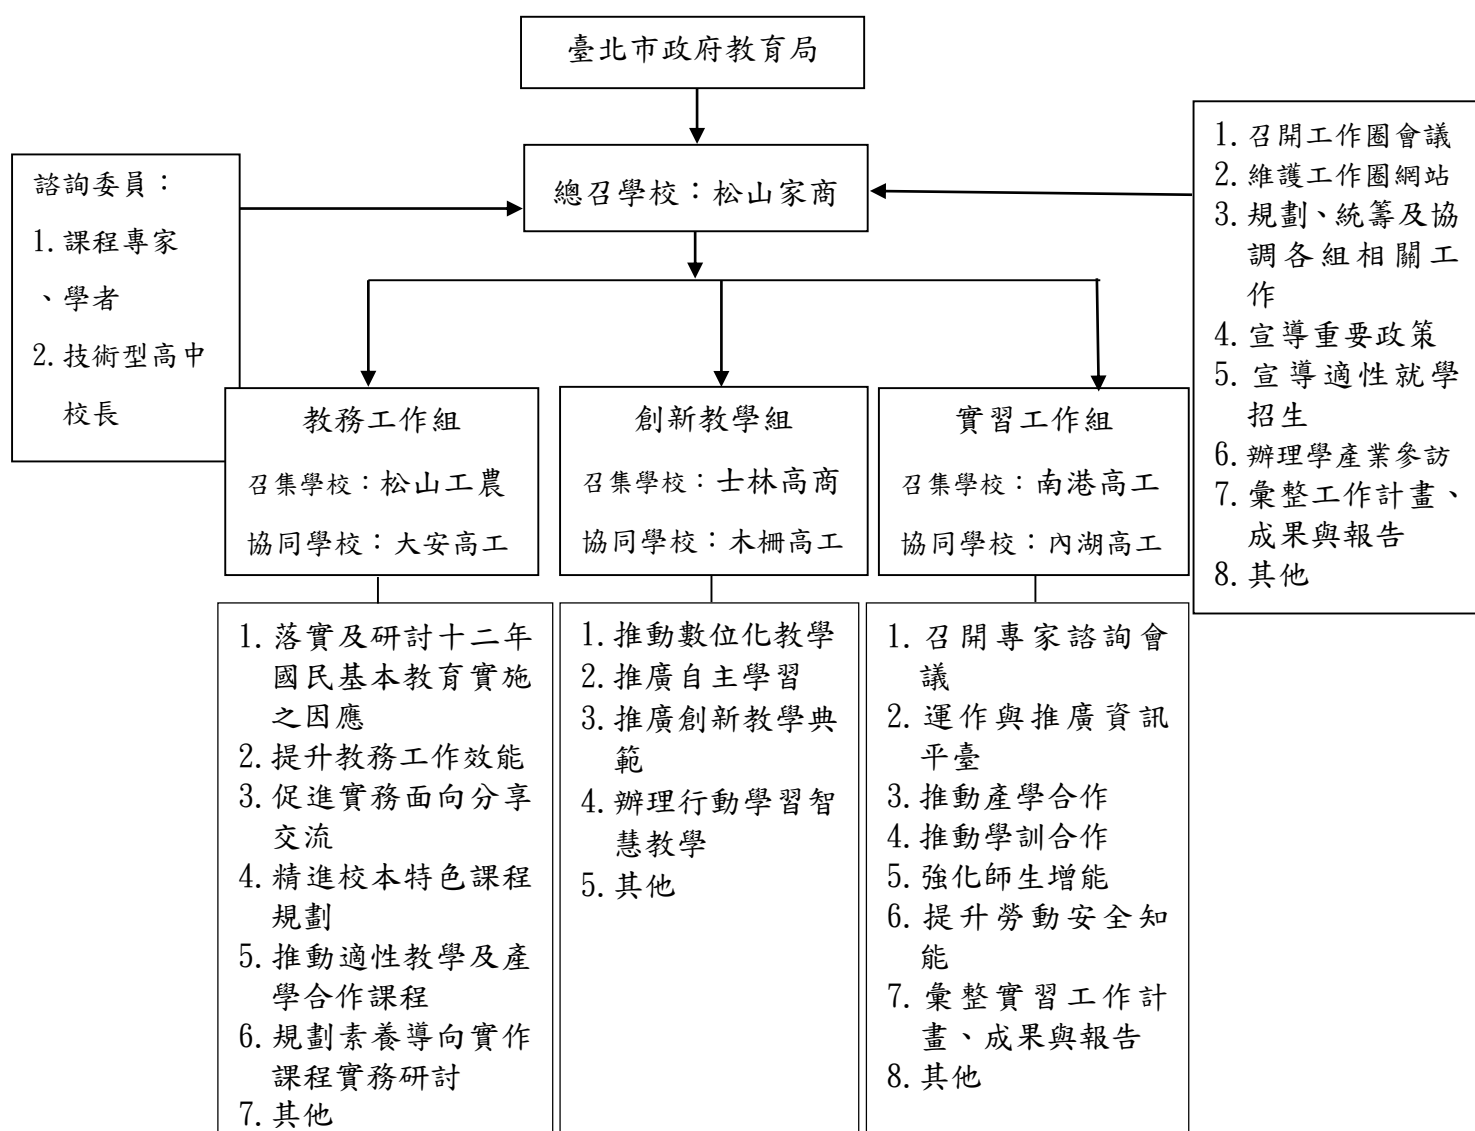 臺北市政府教育局
總召學校：松山家商
諮詢委員：
1.課程專家
、學者
2.技術型高中
校長
1.召開工作圈會議
2.維護工作圈網站
3.規劃、統籌及協
調各組相關工
作
4.宣導重要政策
5.宣導適性就學
招生
6.辦理學產業參訪
7.彙整工作計畫、
成果與報告
8.其他
教務工作組
召集學校：松山工農
協同學校：大安高工
創新教學組
召集學校：士林高商
協同學校：木柵高工
實習工作組
召集學校：南港高工
協同學校：內湖高工
1.落實及研討十二年
國民基本教育實施
之因應
2.提升教務工作效能
3.促進實務面向分享
交流
4.精進校本特色課程
規劃
5.推動適性教學及產
學合作課程
6.規劃素養導向實作
課程實務研討
7.其他
1.推動數位化教學
2.推廣自主學習
3.推廣創新教學典
範
4.辦理行動學習智
慧教學
5.其他
1.召開專家諮詢會
議
2.運作與推廣資訊
平臺
3.推動產學合作
4.推動學訓合作
5.強化師生增能
6.提升勞動安全知
能
7.彙整實習工作計
畫、成果與報告
8.其他